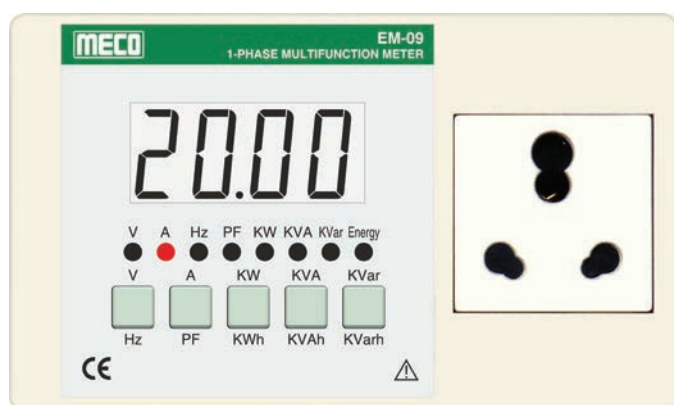 MECO
EM-09
1-PHASE MULTIFUNCTION METER
20.00
V A Hz PF KW KVA KVar Energy
V A KW KVA KVar
Hz PF KWh KVAh KVarh
CE